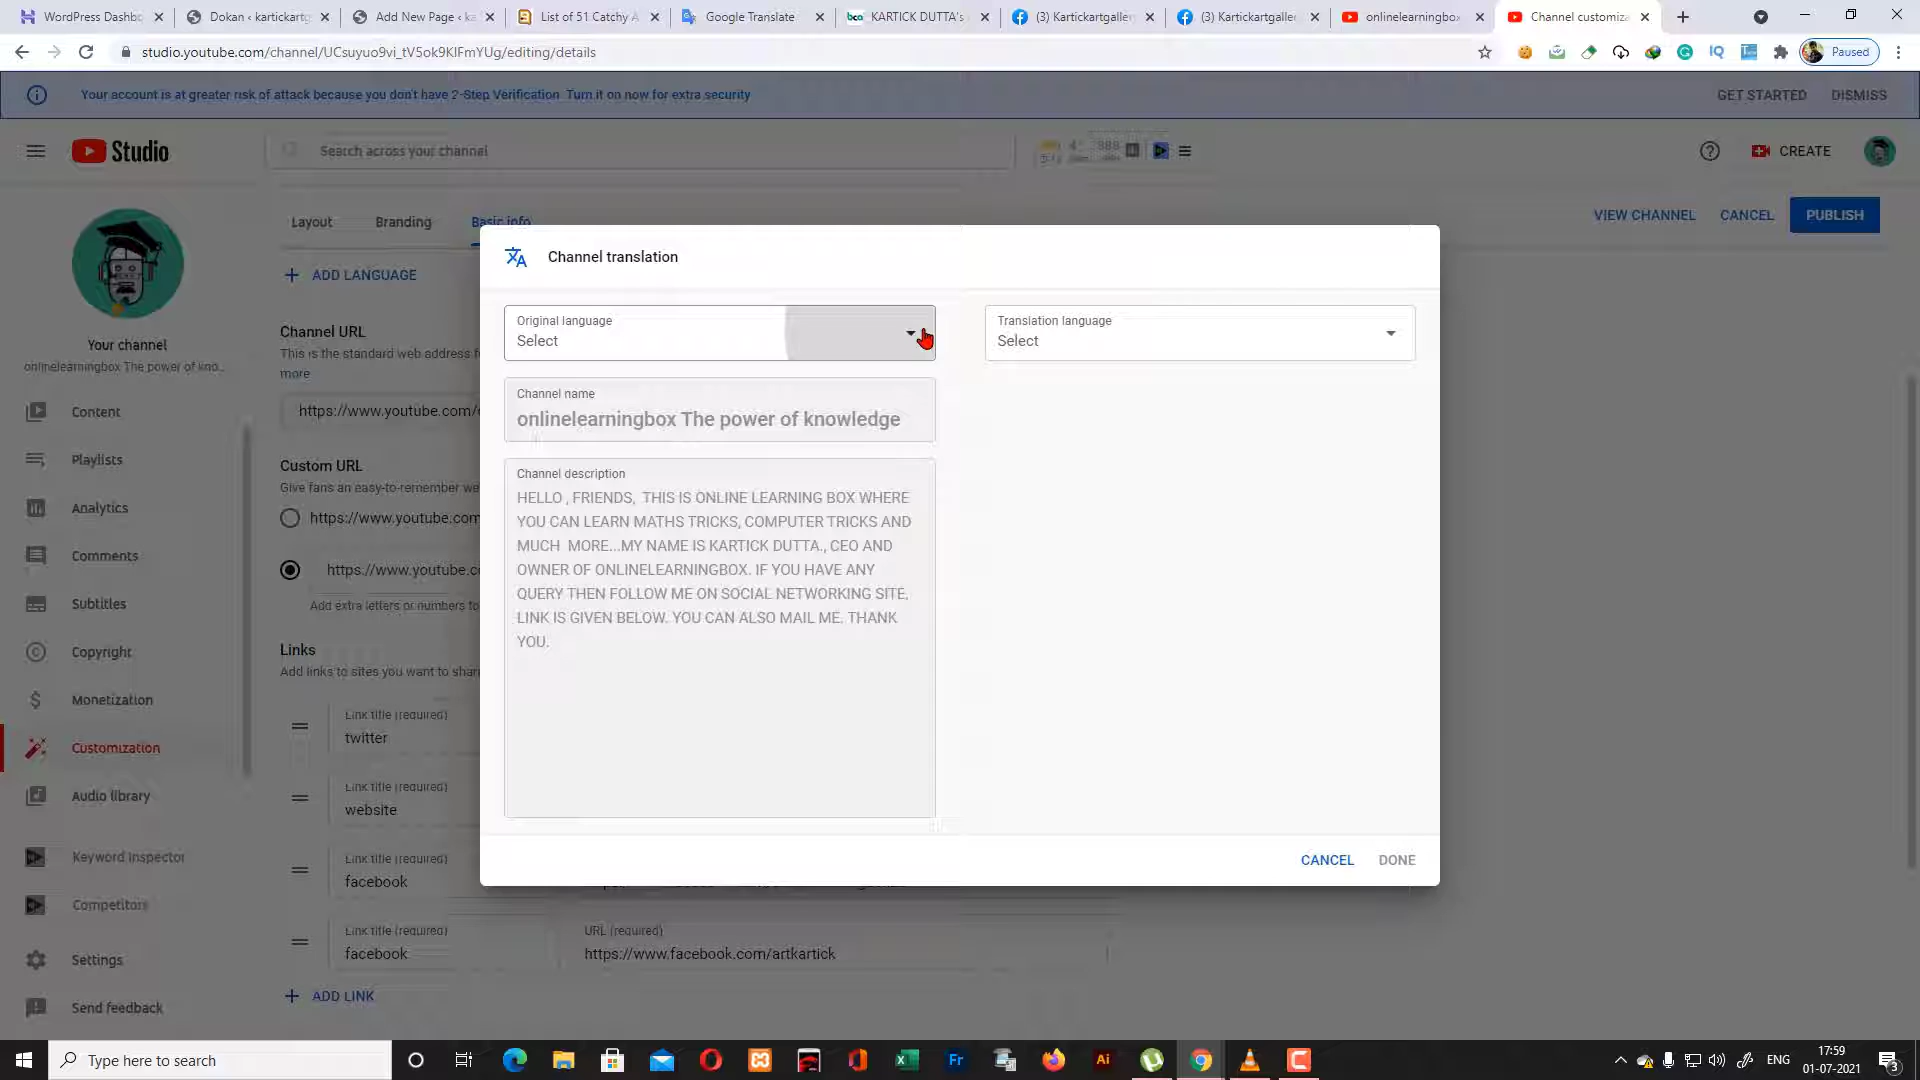 WordPress Dashbo
Dokan ‹ kartickart
Add New Page ‹ ka
List of 51 Catchy A
Google Translate
KARTICK DUTTA's
(3) Kartickartgaller
(3) Kartickartgaller
onlinelearningbox
Channel customiza
studio.youtube.com/channel/UCsuyuo9vi_tV5ok9KIFmYUg/editing/details
Paused
Your account is at greater risk of attack because you don't have 2-Step Verification. Turn it on now for extra security
GET STARTED
DISMISS
Studio
Search across your channel
CREATE
Layout
Branding
Basic info
VIEW CHANNEL
CANCEL
PUBLISH
ADD LANGUAGE
Channel URL
This is the standard web address f
more
https://www.youtube.com/
Custom URL
Give fans an easy-to-remember we
https://www.youtube.com
https://www.youtube.co
Add extra letters or numbers to
Links
Add links to sites you want to shar
Link title (required)
twitter
Link title (required)
website
Link title (required)
facebook
Link title (required)
facebook
URL (required)
https://www.facebook.com/artkartick
ADD LINK
Your channel
onlinelearningbox The power of kno...
Content
Playlists
Analytics
Comments
Subtitles
Copyright
Monetization
Customization
Audio library
Keyword Inspector
Competitors
Settings
Send feedback
Channel translation
Original language
Select
Translation language
Select
Channel name
onlinelearningbox The power of knowledge
Channel description
HELLO , FRIENDS, THIS IS ONLINE LEARNING BOX WHERE
YOU CAN LEARN MATHS TRICKS, COMPUTER TRICKS AND
MUCH MORE...MY NAME IS KARTICK DUTTA., CEO AND
OWNER OF ONLINELEARNINGBOX. IF YOU HAVE ANY
QUERY THEN FOLLOW ME ON SOCIAL NETWORKING SITE.
LINK IS GIVEN BELOW. YOU CAN ALSO MAIL ME. THANK
YOU.
CANCEL
DONE
Type here to search
ENG
17:59
01-07-2021
3